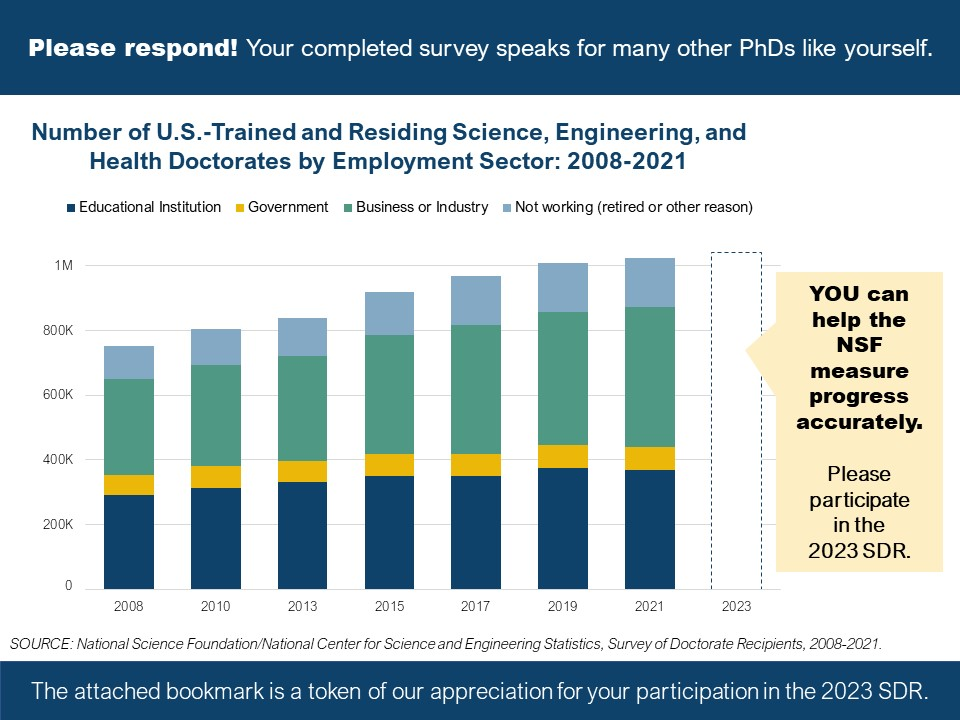 Please respond! Your completed survey speaks for many other PhDs like yourself.
Number of U.S.-Trained and Residing Science, Engineering, and
Health Doctorates by Employment Sector: 2008-2021
Educational Institution Government Business or Industry Not working (retired or other reason)
1M
800K
600K
400K
200K
0
2008 2010 2013 2015 2017 2019 2021 2023
YOU can
help the
NSF
measure
progress
accurately.
Please
participate
in the
2023 SDR.
SOURCE: National Science Foundation/National Center for Science and Engineering Statistics, Survey of Doctorate Recipients, 2008-2021.
The attached bookmark is a token of our appreciation for your participation in the 2023 SDR.